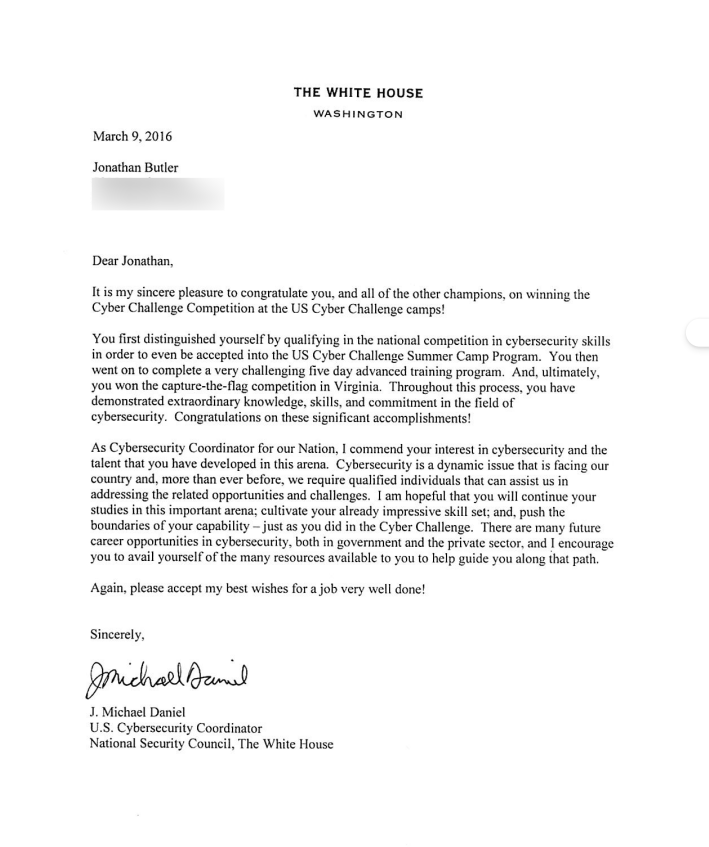 THE WHITE HOUSE
WASHINGTON
March 9, 2016
Jonathan Butler
Dear Jonathan,
It is my sincere pleasure to congratulate you, and all of the other champions, on winning the
Cyber Challenge Competition at the US Cyber Challenge camps!
You first distinguished yourself by qualifying in the national competition in cybersecurity skills
in order to even be accepted into the US Cyber Challenge Summer Camp Program.  You then
went on to complete a very challenging five day advanced training program.  And, ultimately,
you won the capture-the-flag competition in Virginia.  Throughout this process, you have
demonstrated extraordinary knowledge, skills, and commitment in the field of
cybersecurity.  Congratulations on these significant accomplishments!
As Cybersecurity Coordinator for our Nation, I commend your interest in cybersecurity and the
talent that you have developed in this arena.  Cybersecurity is a dynamic issue that is facing our
country and, more than ever before, we require qualified individuals that can assist us in
addressing the related opportunities and challenges.  I am hopeful that you will continue your
studies in this important arena; cultivate your already impressive skill set; and, push the
boundaries of your capability – just as you did in the Cyber Challenge.  There are many future
career opportunities in cybersecurity, both in government and the private sector, and I encourage
you to avail yourself of the many resources available to you to help guide you along that path.
Again, please accept my best wishes for a job very well done!
Sincerely,
J Michael Daniel
J. Michael Daniel
U.S. Cybersecurity Coordinator
National Security Council, The White House